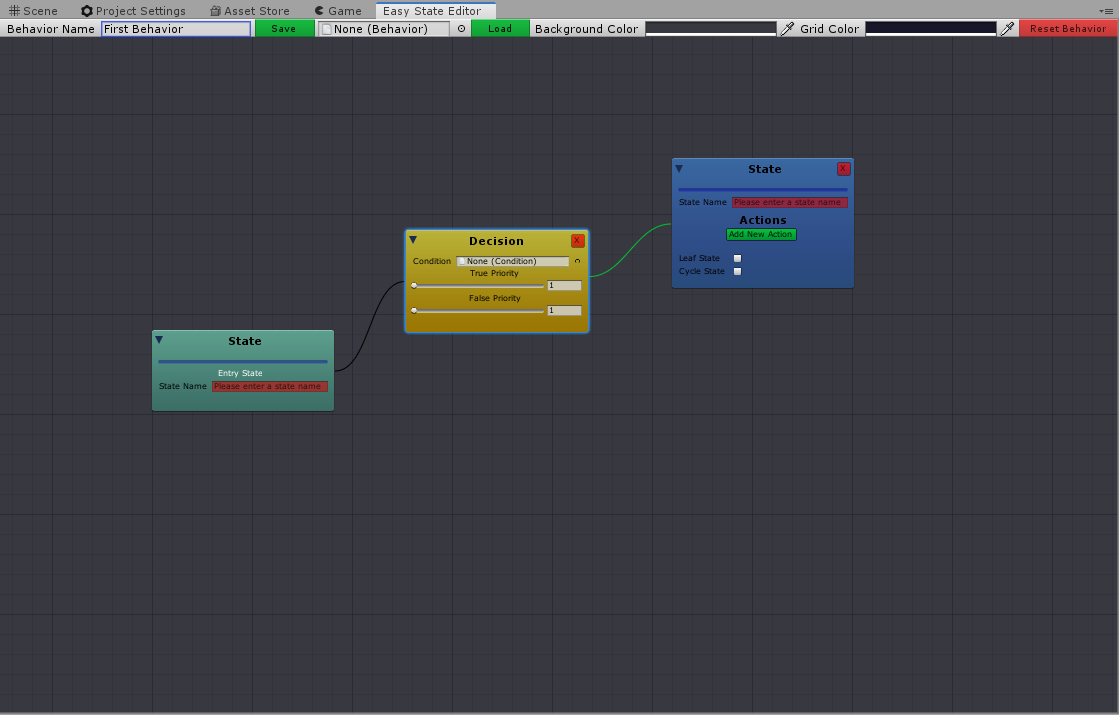 Scene Project Settings Asset Store Game Easy State Editor
Behavior Name First Behavior Save None (Behavior) Load Background Color Grid Color Reset Behavior
State X
State Name Please enter a state name
Actions
Add New Action
Leaf State
Cycle State
Decision X
Condition None (Condition)
True Priority
1
False Priority
1
State
Entry State
State Name Please enter a state name